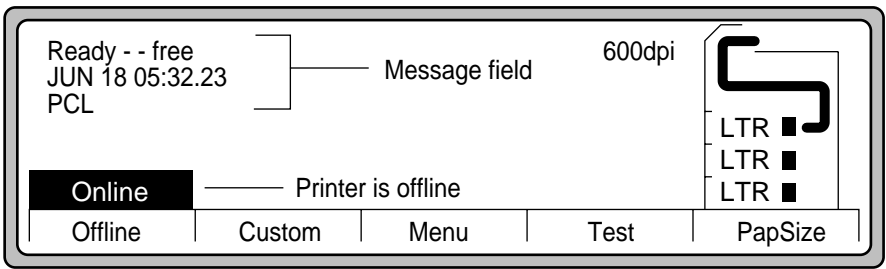 Ready - - free
JUN 18 05:32.23
PCL
Message field
600dpi
LTR
LTR
LTR
Online
Printer is offline
Offline
Custom
Menu
Test
PapSize